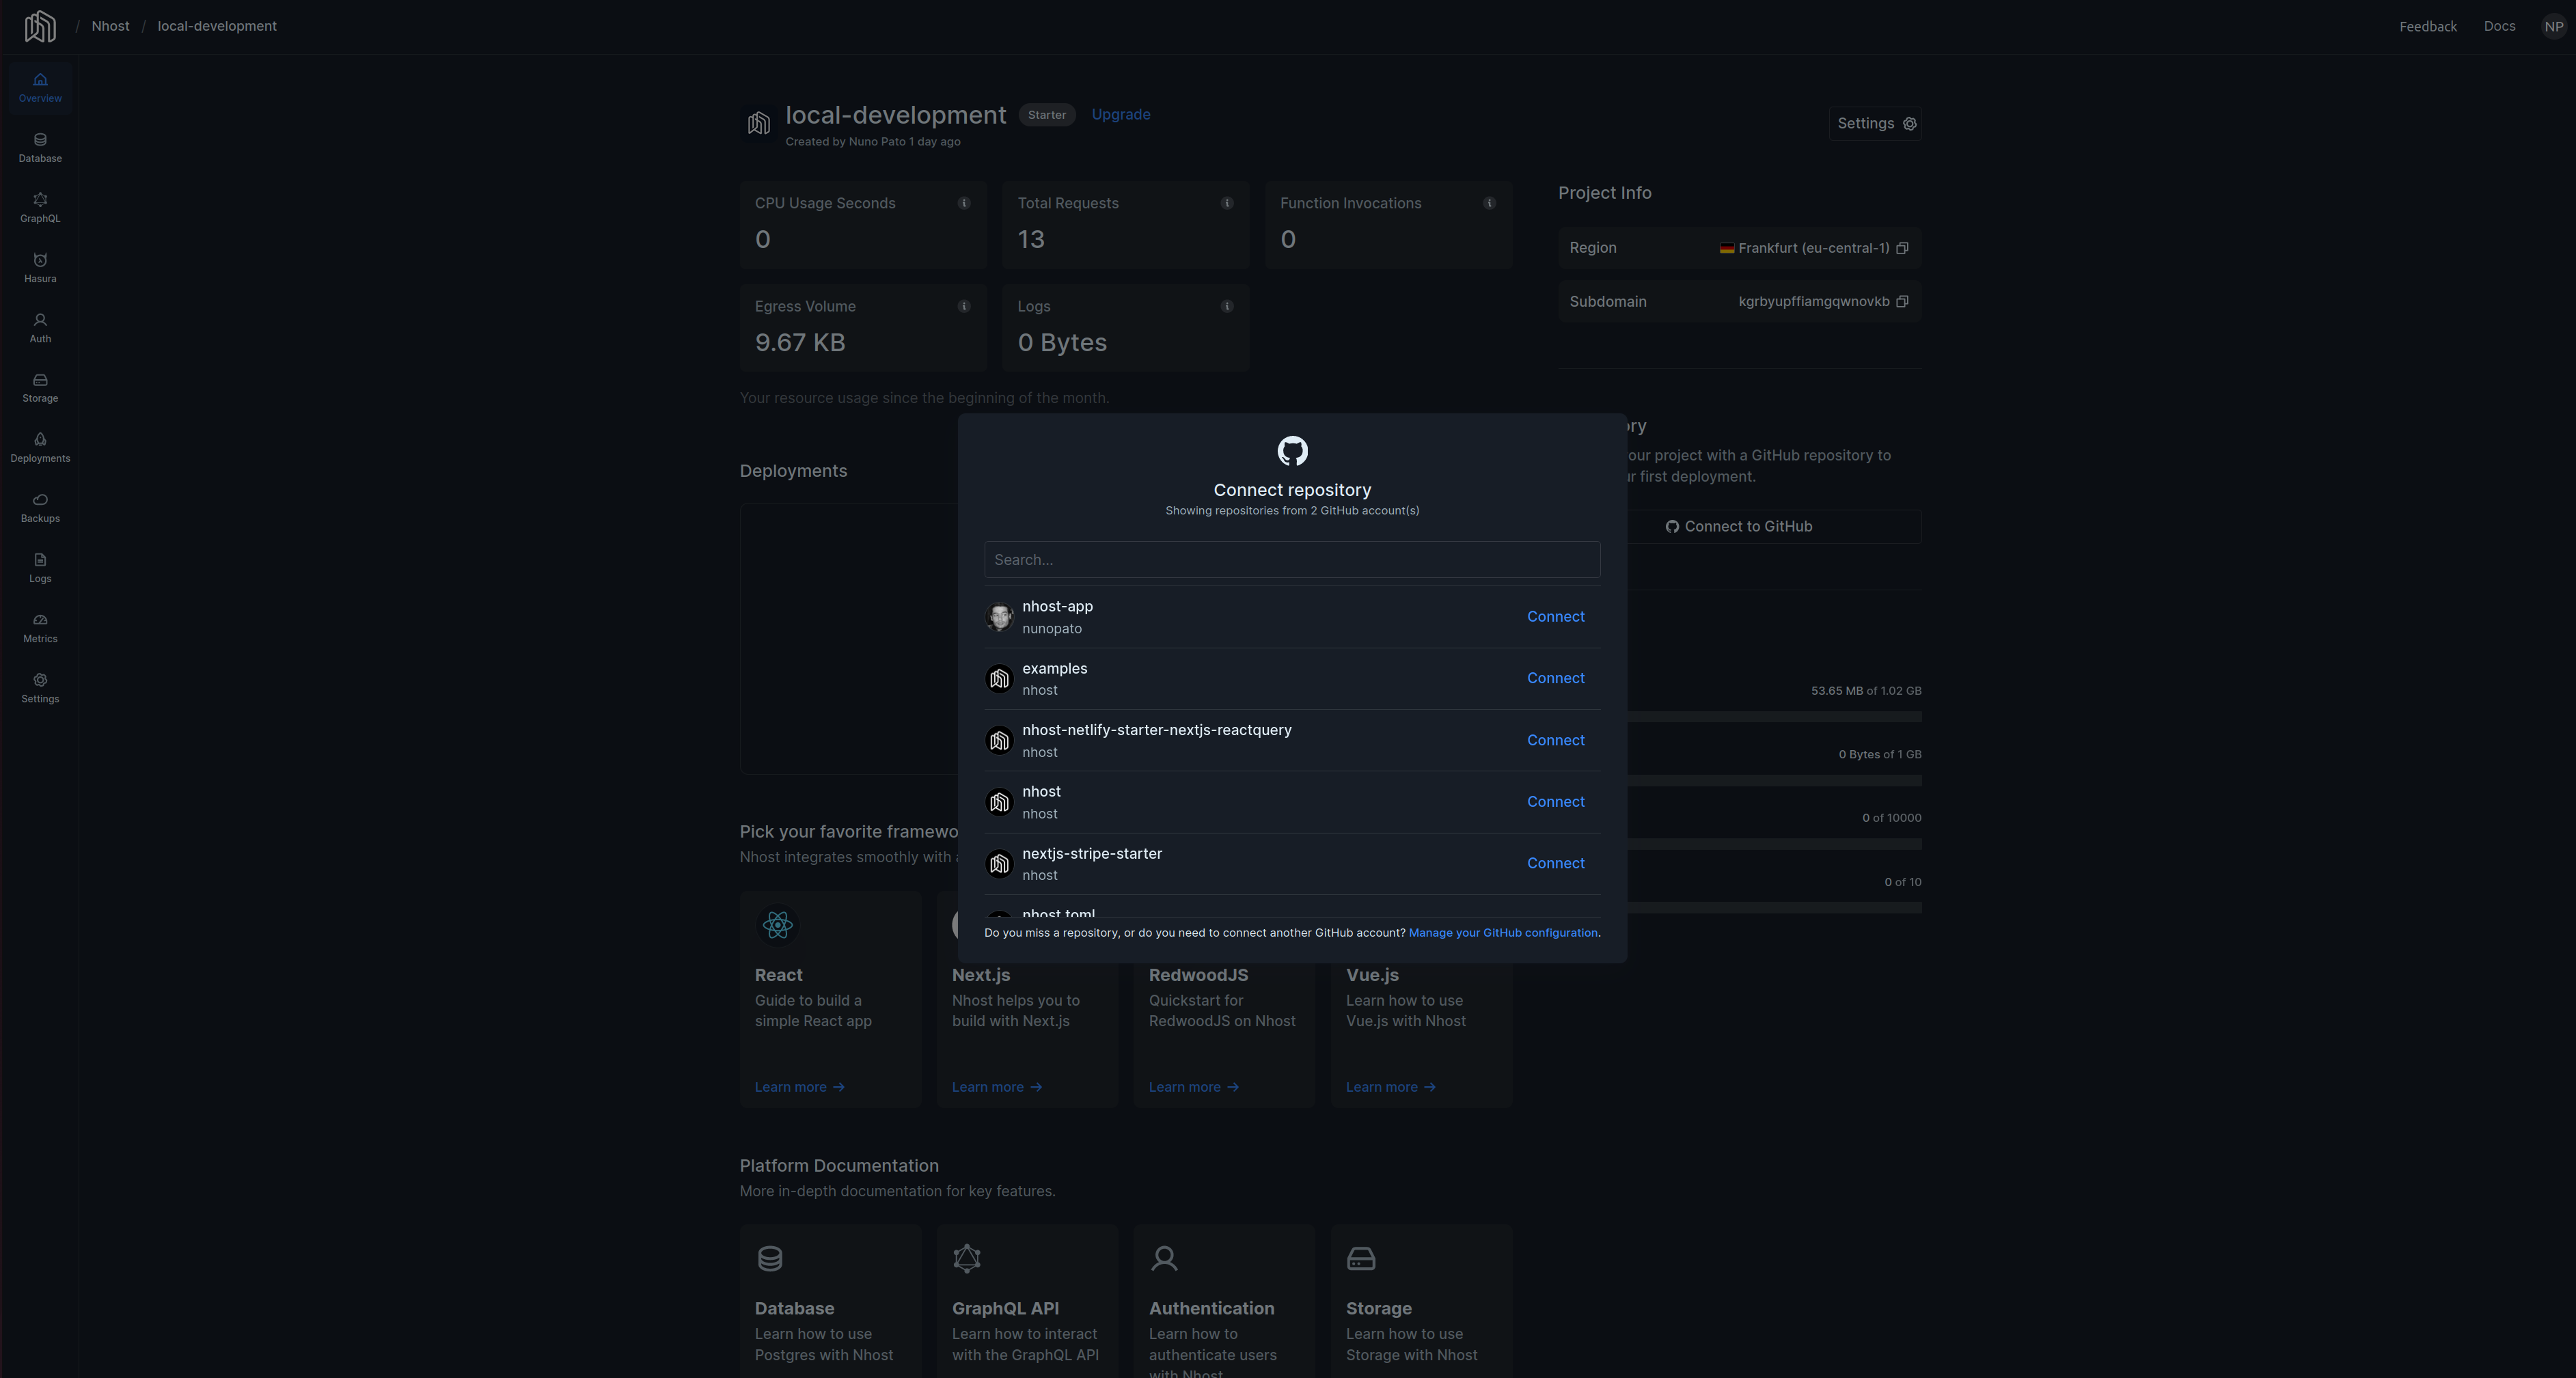 / Nhost / local-development
Feedback Docs NP
Overview
Database
GraphQL
Hasura
Auth
Storage
Deployments
Backups
Logs
Metrics
Settings
local-development Starter Upgrade
Created by Nuno Pato 1 day ago
Settings
CPU Usage Seconds
0
Total Requests
13
Function Invocations
0
Egress Volume
9.67 KB
Logs
0 Bytes
Your resource usage since the beginning of the month.
Project Info
Region Frankfurt (eu-central-1)
Subdomain kgrbyupffiamgqwnovkb
Deployments
ory
our project with a GitHub repository to
r first deployment.
Connect to GitHub
53.65 MB of 1.02 GB
0 Bytes of 1 GB
0 of 10000
0 of 10
Connect repository
Showing repositories from 2 GitHub account(s)
Search...
nhost-app
nunopato
Connect
examples
nhost
Connect
nhost-netlify-starter-nextjs-reactquery
nhost
Connect
nhost
nhost
Connect
nextjs-stripe-starter
nhost
Connect
nhost.toml
Do you miss a repository, or do you need to connect another GitHub account? Manage your GitHub configuration.
Pick your favorite framewo
Nhost integrates smoothly with
React
Guide to build a
simple React app
Learn more →
Next.js
Nhost helps you to
build with Next.js
Learn more →
RedwoodJS
Quickstart for
RedwoodJS on Nhost
Learn more →
Vue.js
Learn how to use
Vue.js with Nhost
Learn more →
Platform Documentation
More in-depth documentation for key features.
Database
Learn how to use
Postgres with Nhost
GraphQL API
Learn how to interact
with the GraphQL API
Authentication
Learn how to
authenticate users
with Nhost
Storage
Learn how to use
Storage with Nhost